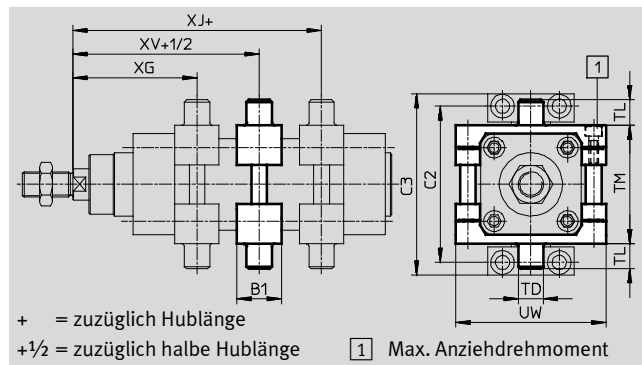 XJ+
XV+1/2
XG
1
TL
C3
C2
TM
TL
B1
TD
UW
+ = zuzüglich Hublänge
+½ = zuzüglich halbe Hublänge
1 Max. Anziehdrehmoment